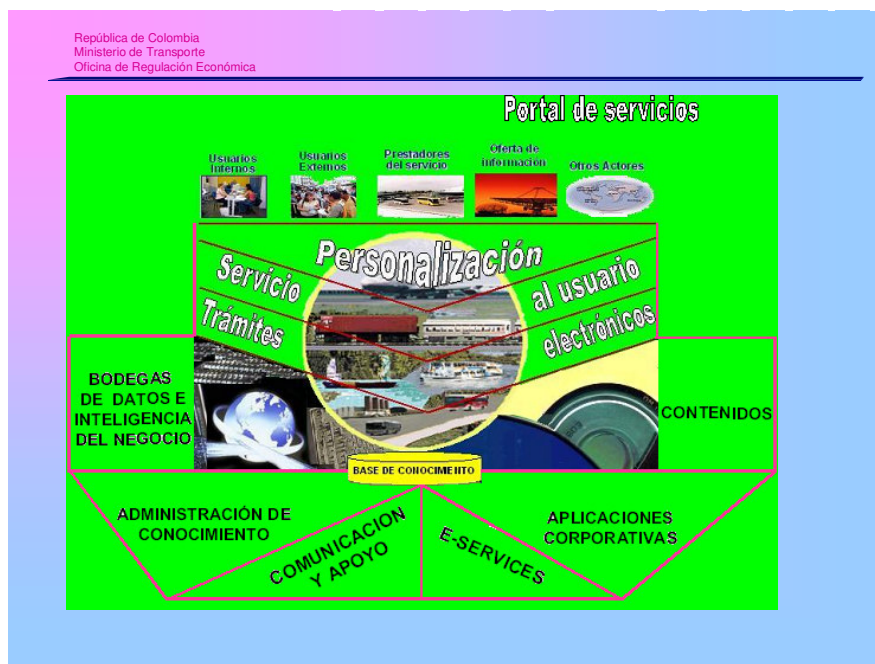 República de Colombia
Ministerio de Transporte
Oficina de Regulación Económica
Portal de servicios
Usuarios
Internos
Usuarios
Externos
Prestadores
del servicio
Oferta de
información
Otros Actores
Personalización
Servicio
al usuario
Trámites
electrónicos
BODEGAS
DE DATOS E
INTELIGENCIA
DEL NEGOCIO
CONTENIDOS
BASE DE CONOCIMIENTO
ADMINISTRACIÓN DE
CONOCIMIENTO
COMUNICACION
Y APOYO
E-SERVICES
APLICACIONES
CORPORATIVAS